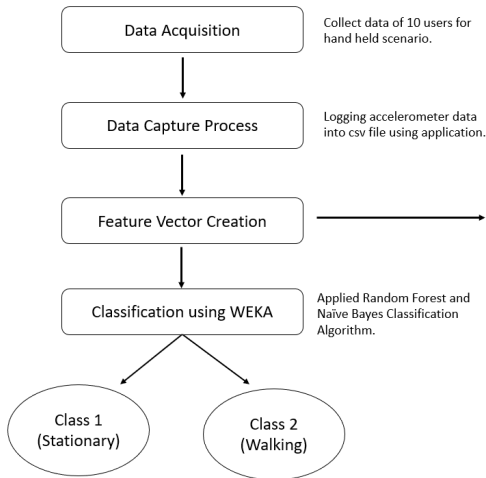 Data Acquisition
Collect data of 10 users for
hand held scenario.
Data Capture Process
Logging accelerometer data
into csv file using application.
Feature Vector Creation
Classification using WEKA
Applied Random Forest and
Naïve Bayes Classification
Algorithm.
Class 1
(Stationary)
Class 2
(Walking)